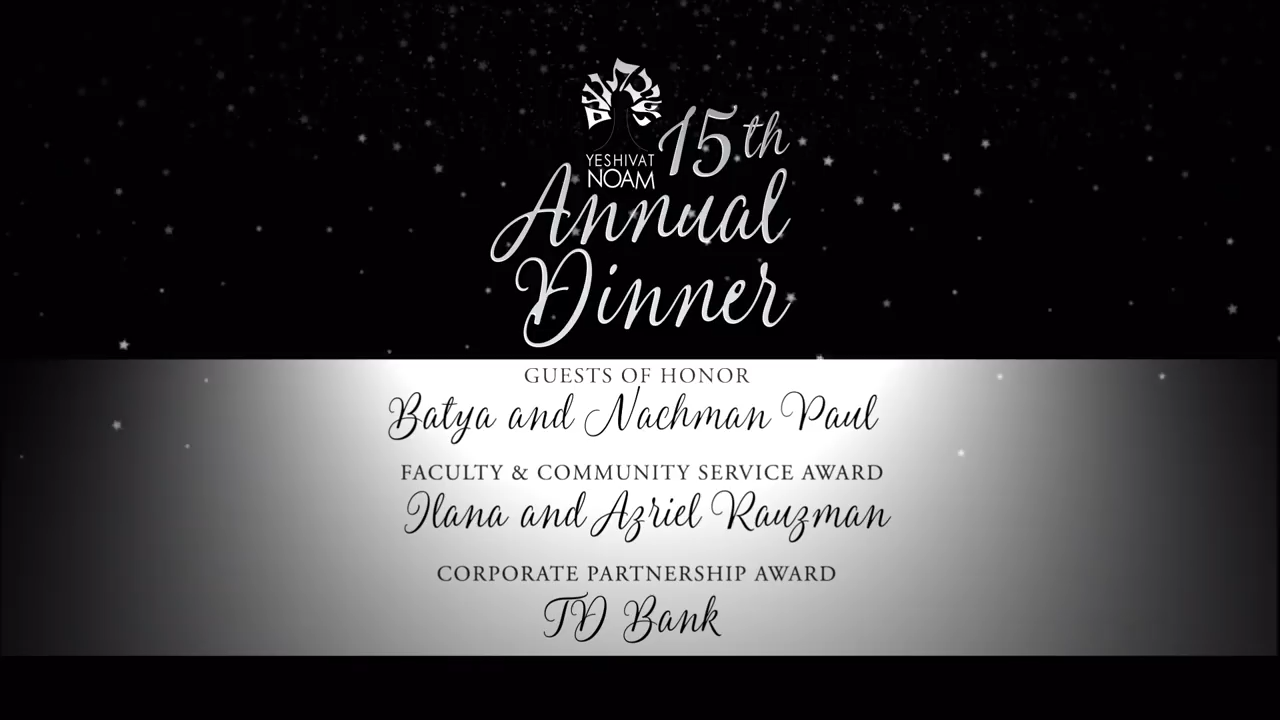 YESHIVAT
NOAM
15th
Annual
Dinner
GUESTS OF HONOR
Batya and Nachman Paul
FACULTY & COMMUNITY SERVICE AWARD
Ilana and Azriel Rauzman
CORPORATE PARTNERSHIP AWARD
TD Bank